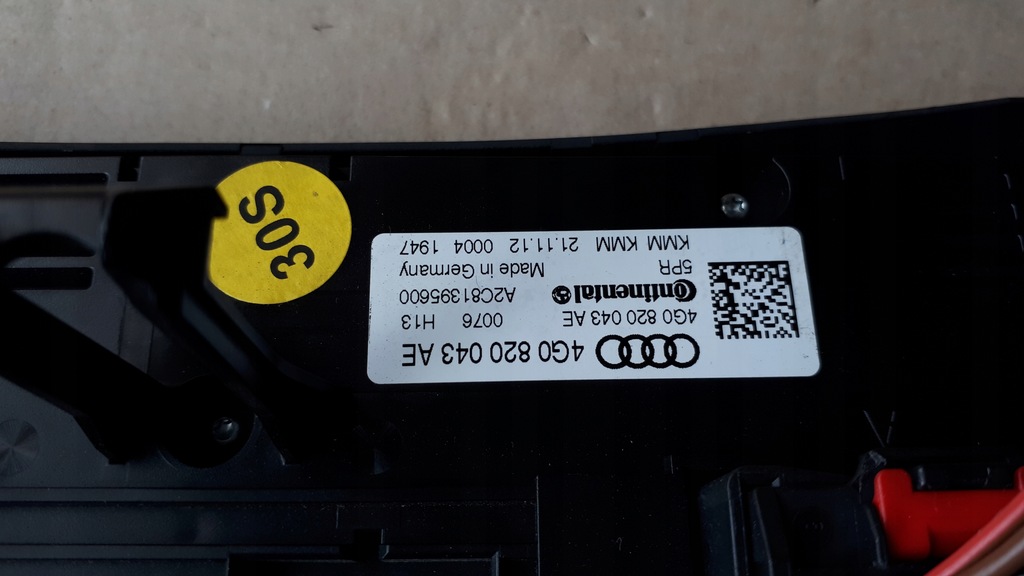 4G0 820 043 AE
4G0 820 043 AE 0076 H13
Continental A2C81395600
5PR Made in Germany
KMM KMM 21.11.12 0004 1947
30S